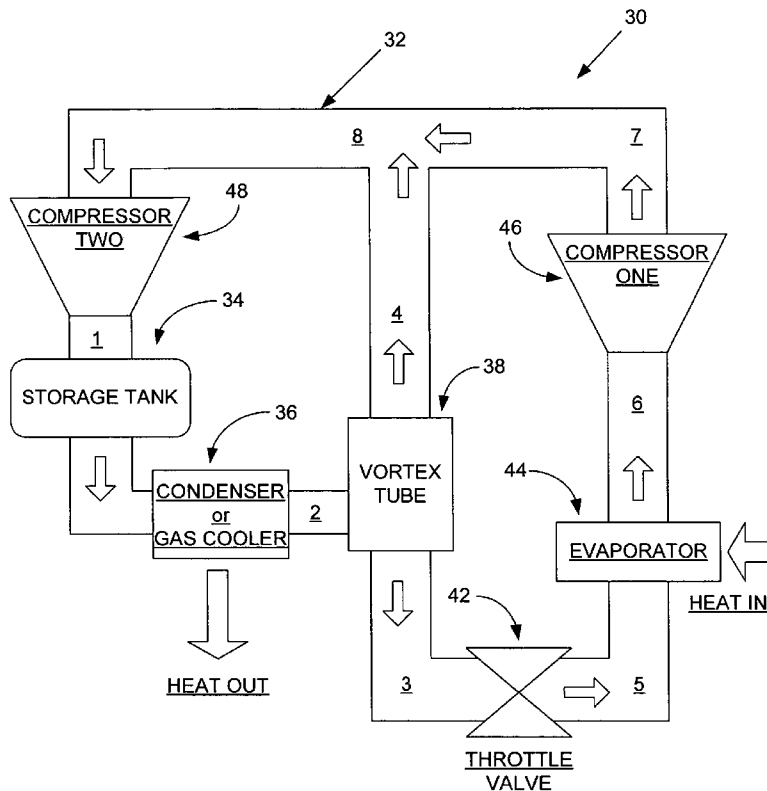 30
32
8
7
COMPRESSOR
TWO
48
46
COMPRESSOR
ONE
34
1
4
STORAGE TANK
38
6
36
VORTEX
TUBE
44
CONDENSER
or
GAS COOLER
2
EVAPORATOR
HEAT IN
42
HEAT OUT
3
5
THROTTLE
VALVE